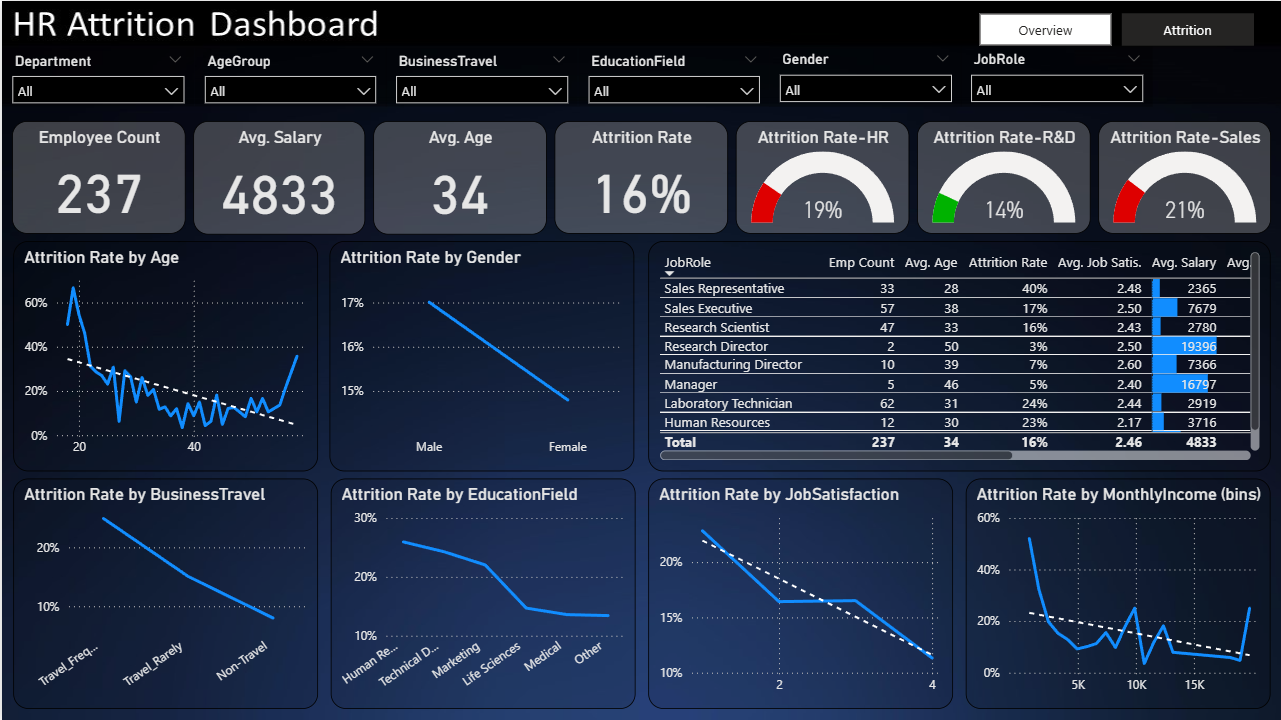 HR Attrition Dashboard
Overview
Attrition
Department AgeGroup BusinessTravel EducationField Gender JobRole
All All All All All All
Employee Count Avg. Salary Avg. Age Attrition Rate Attrition Rate-HR Attrition Rate-R&D Attrition Rate-Sales
237 4833 34 16% 19% 14% 21%
Attrition Rate by Age
60%
40%
20%
0%
20 40
Attrition Rate by Gender
17%
16%
15%
Male Female
JobRole Emp Count Avg. Age Attrition Rate Avg. Job Satis. Avg. Salary Avg.
Sales Representative 33 28 40% 2.48 2365
Sales Executive 57 38 17% 2.50 7679
Research Scientist 47 33 16% 2.43 2780
Research Director 2 50 3% 2.50 19396
Manufacturing Director 10 39 7% 2.60 7366
Manager 5 46 5% 2.40 16797
Laboratory Technician 62 31 24% 2.44 2919
Human Resources 12 30 23% 2.17 3716
Total 237 34 16% 2.46 4833
Attrition Rate by BusinessTravel
20%
10%
Travel_Freq... Travel_Rarely Non-Travel
Attrition Rate by EducationField
30%
20%
10%
Human Re... Technical D... Marketing Life Sciences Medical Other
Attrition Rate by JobSatisfaction
20%
15%
10%
2 4
Attrition Rate by MonthlyIncome (bins)
60%
40%
20%
0%
5K 10K 15K